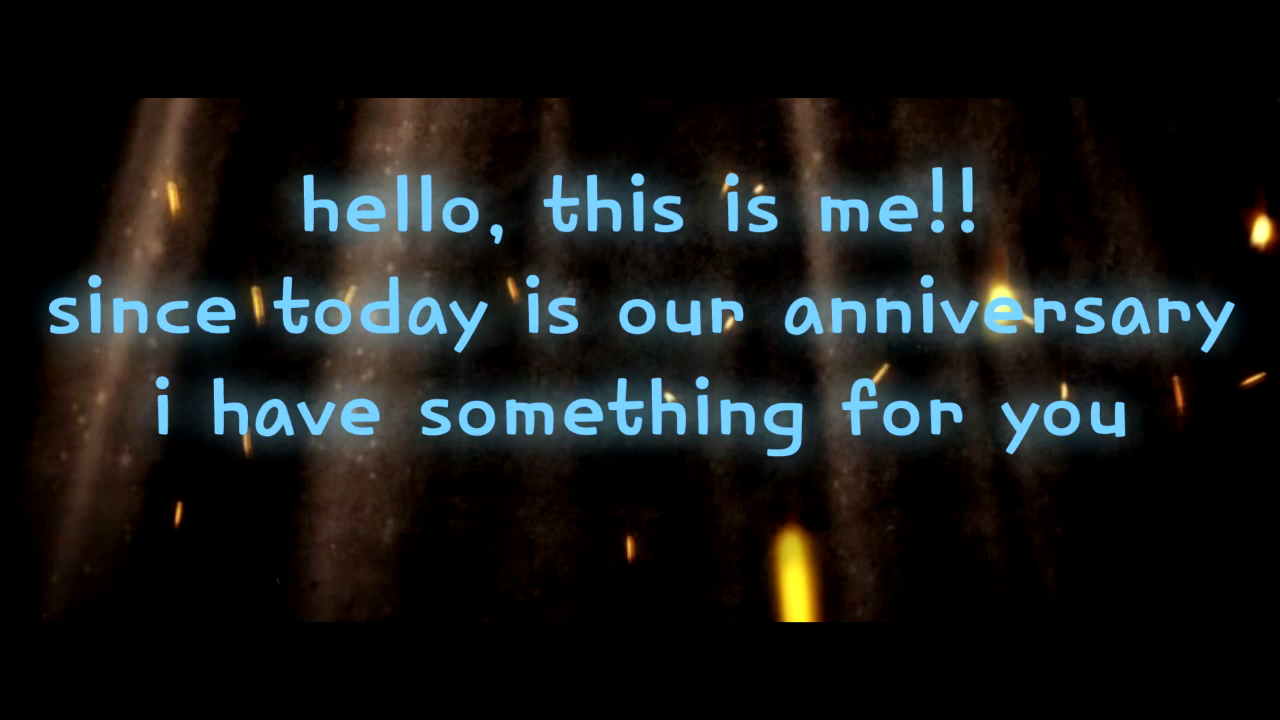 hello, this is me!!
since today is our anniversary
i have something for you